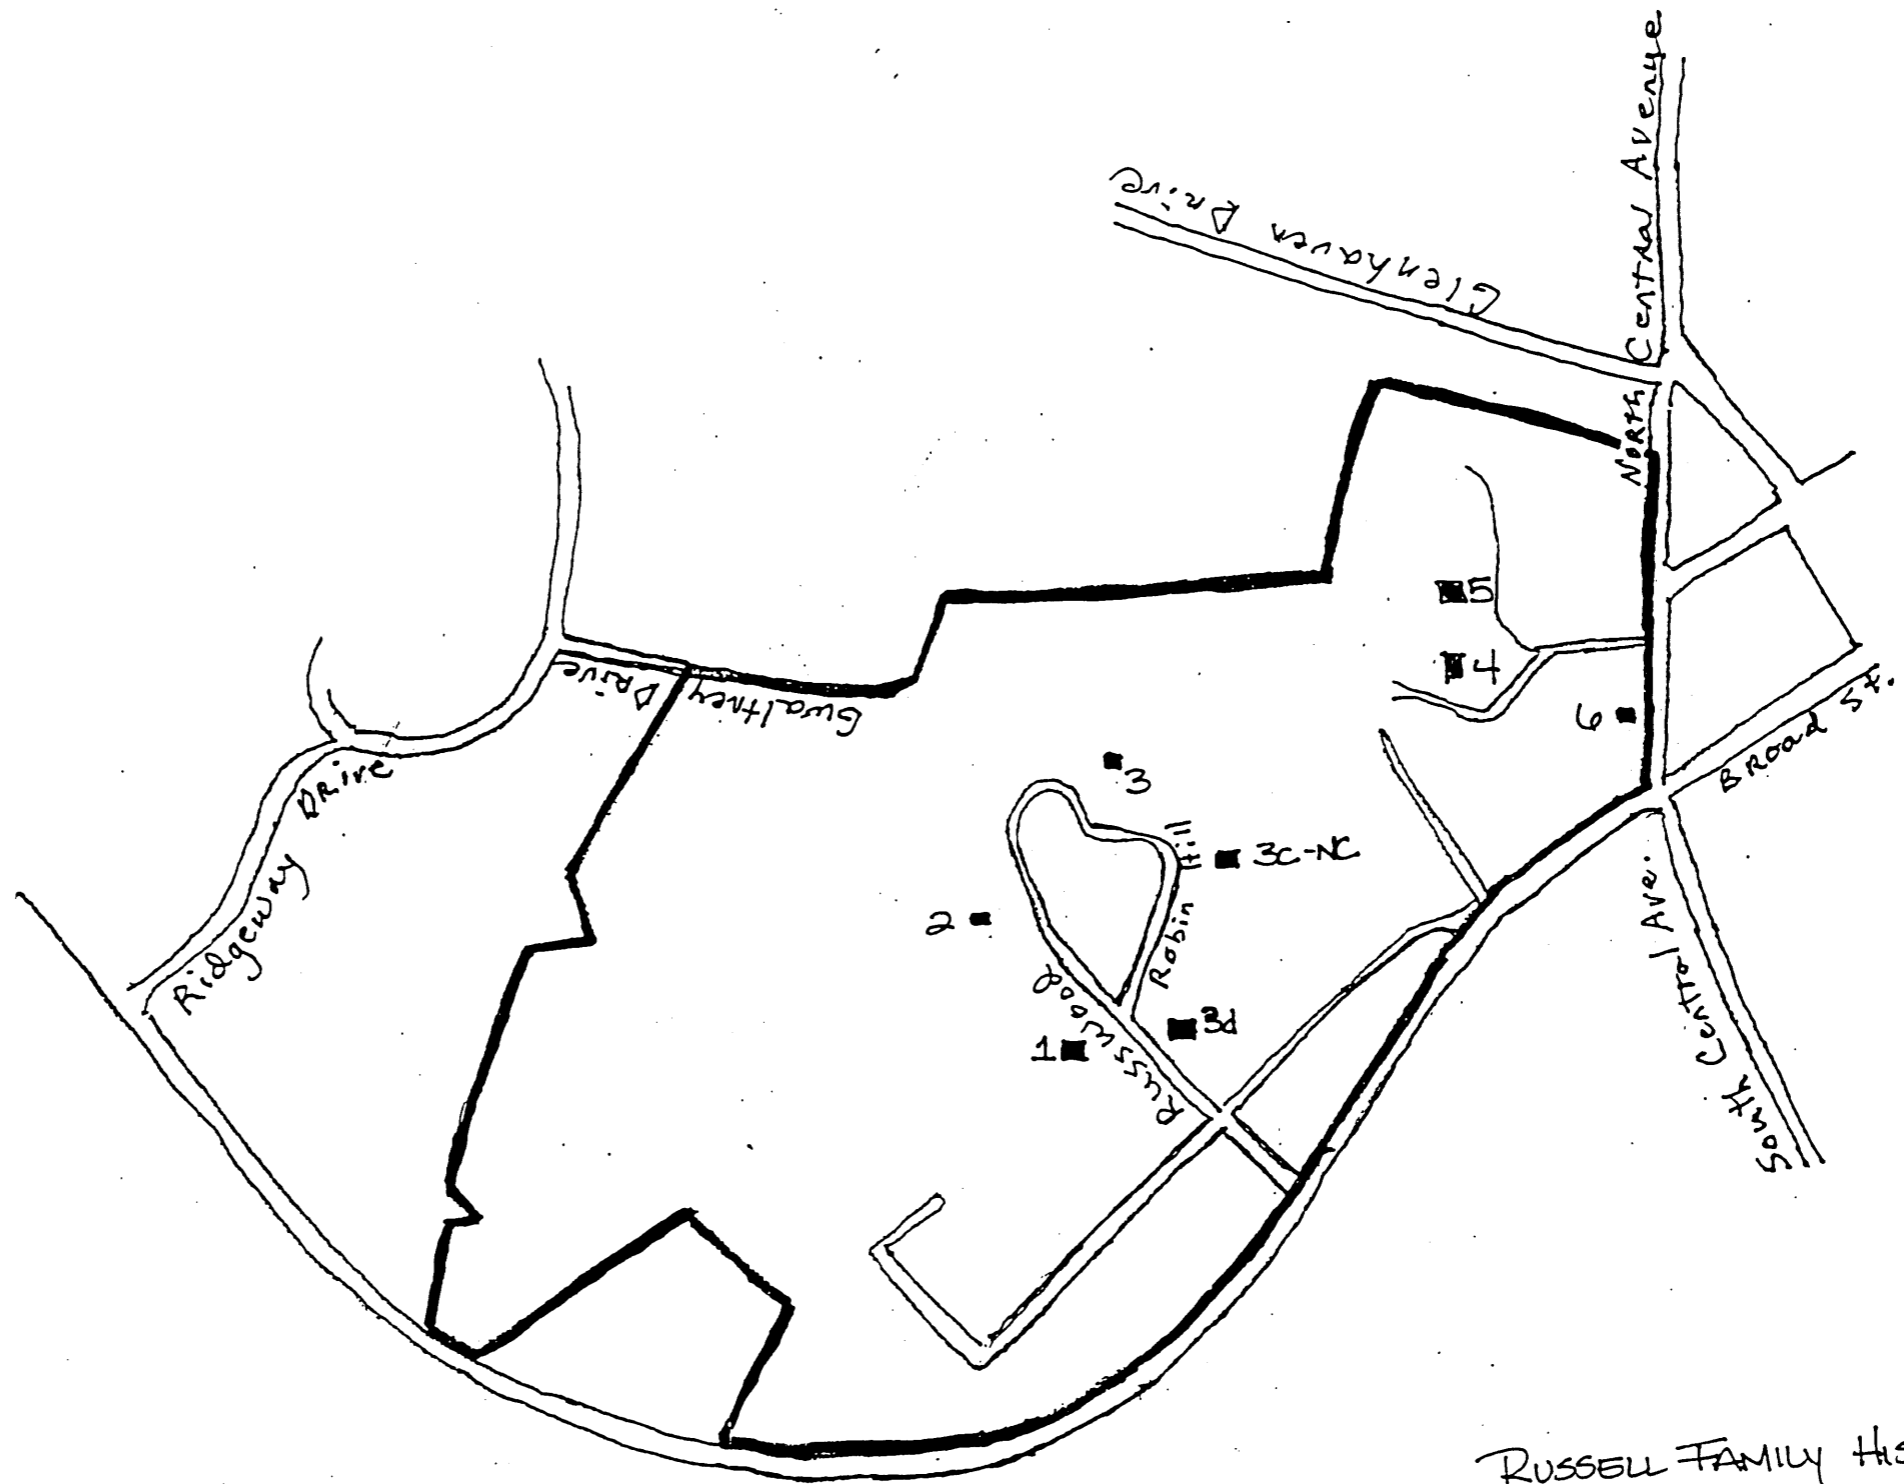 Central Avenue
North
Glenhaven Drive
5
4
6
Gwaltney Drive
Broad St.
3
Ridgeway Drive
Hill
3C-NC
2
Robin
South Central Ave.
Russwood
3d
1
RUSSELL FAMILY HIS